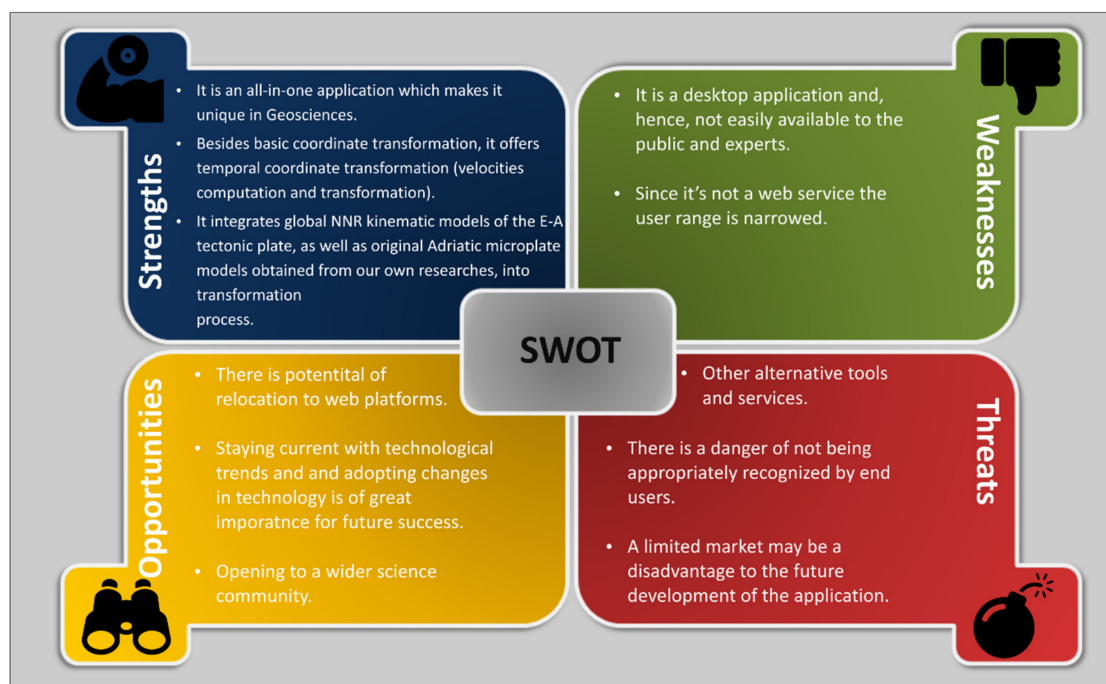 Strengths
• It is an all-in-one application which makes it
unique in Geosciences.
• Besides basic coordinate transformation, it offers
temporal coordinate transformation (velocities
computation and transformation).
• It integrates global NNR kinematic models of the E-A
tectonic plate, as well as original Adriatic microplate
models obtained from our own researches, into
transformation
process.
Weaknesses
• It is a desktop application and,
hence, not easily available to the
public and experts.
• Since it’s not a web service the
user range is narrowed.
SWOT
Opportunities
• There is potentital of
relocation to web platforms.
• Staying current with technological
trends and and adopting changes
in technology is of great
imporatnce for future success.
• Opening to a wider science
community.
Threats
• Other alternative tools
and services.
• There is a danger of not being
appropriately recognized by end
users.
• A limited market may be a
disadvantage to the future
development of the application.